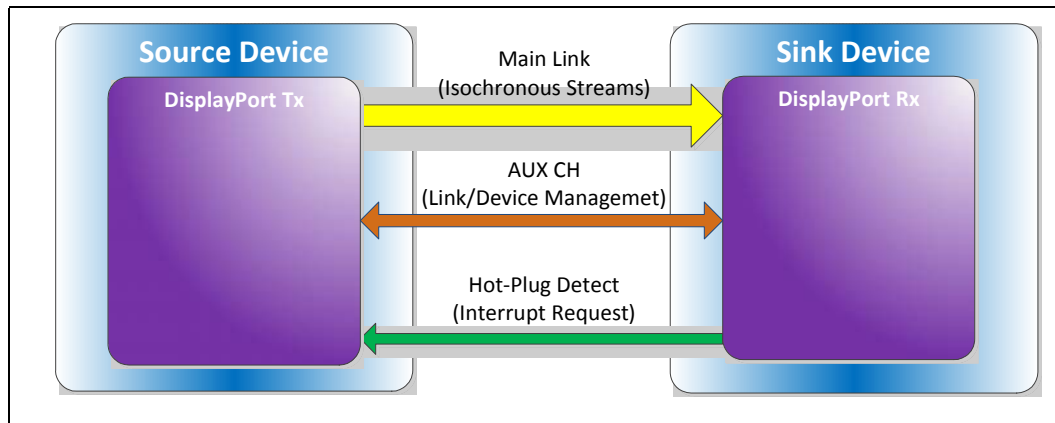 Source Device
DisplayPort Tx
Main Link
(Isochronous Streams)
AUX CH
(Link/Device Managemet)
Hot-Plug Detect
(Interrupt Request)
Sink Device
DisplayPort Rx